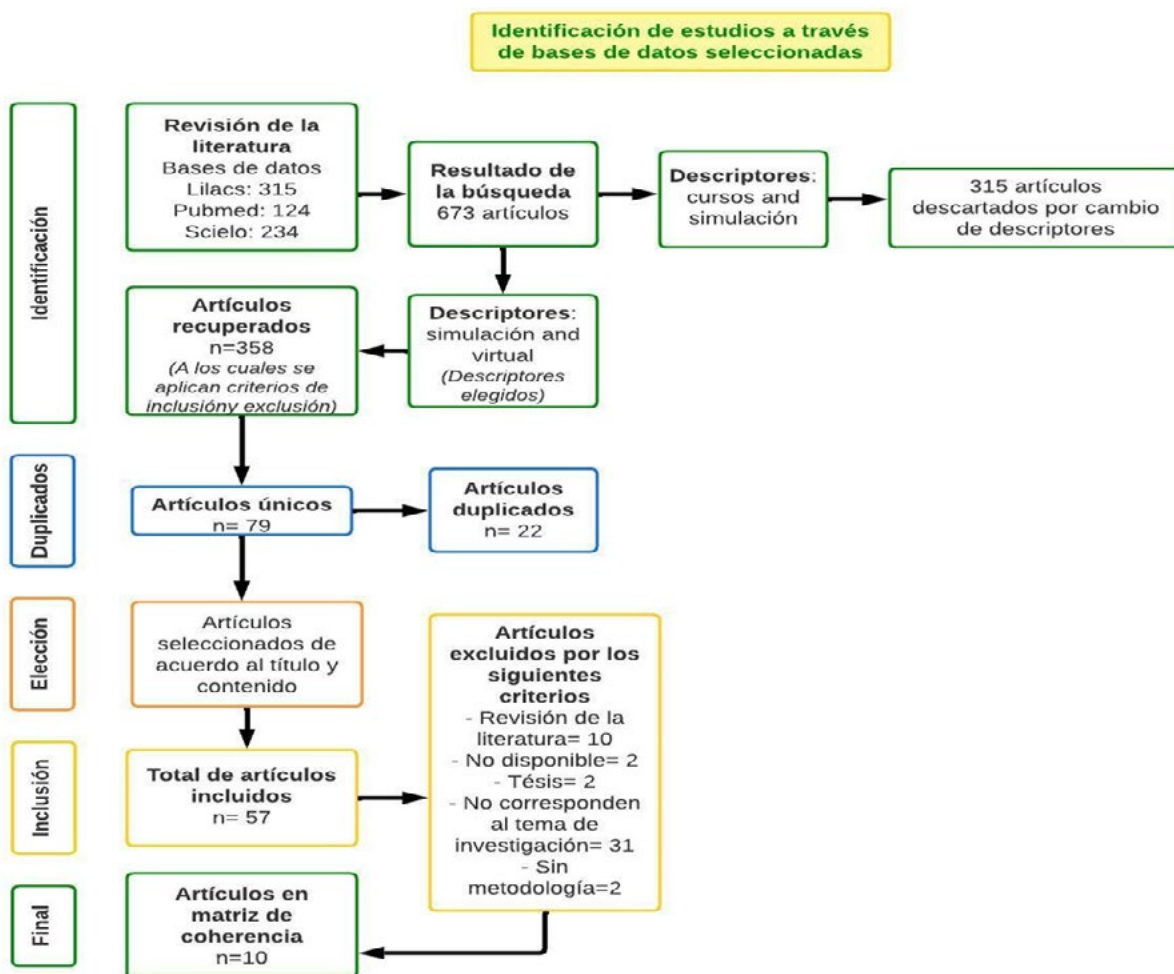 Identificación de estudios a través
de bases de datos seleccionadas
Identificación
Revisión de la
literatura
Bases de datos
Lilacs: 315
Pubmed: 124
Scielo: 234
Resultado de
la búsqueda
673 artículos
Descriptores:
cursos and
simulación
315 artículos
descartados por cambio
de descriptores
Artículos
recuperados
n=358
(A los cuales se
aplican criterios de
inclusióny exclusión)
Descriptores:
simulación and
virtual
(Descriptores
elegidos)
Duplicados
Artículos únicos
n= 79
Artículos
duplicados
n= 22
Elección
Artículos
seleccionados de
acuerdo al título y
contenido
Inclusión
Total de artículos
incluidos
n= 57
Artículos
excluidos por los
siguientes
criterios
- Revisión de la
literatura= 10
- No disponible= 2
- Tésis= 2
- No corresponden
al tema de
investigación= 31
- Sin
metodología=2
Final
Artículos en
matriz de
coherencia
n=10